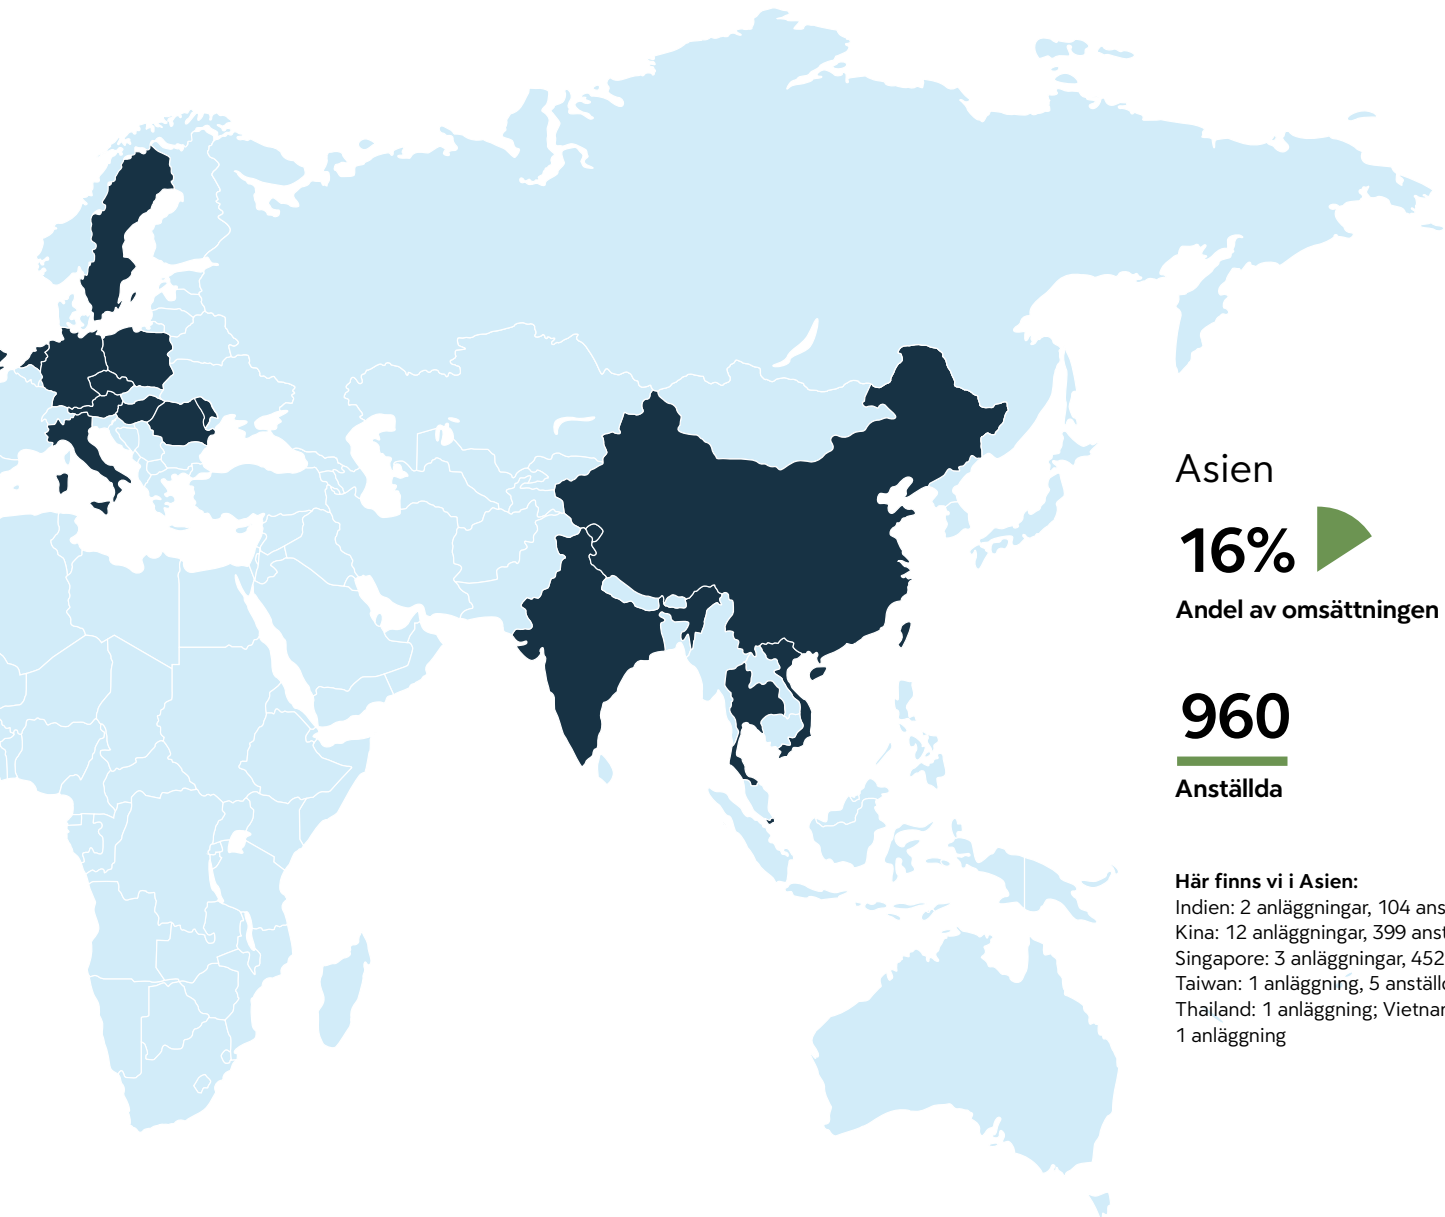 Asien
16%
Andel av omsättningen
960
Anställda
Här finns vi i Asien:
Indien: 2 anläggningar, 104
Kina: 12 anläggningar, 399
Singapore: 3 anläggningar, 452
Taiwan: 1 anläggning, 5
Thailand: 1 anläggning;
1 anläggning